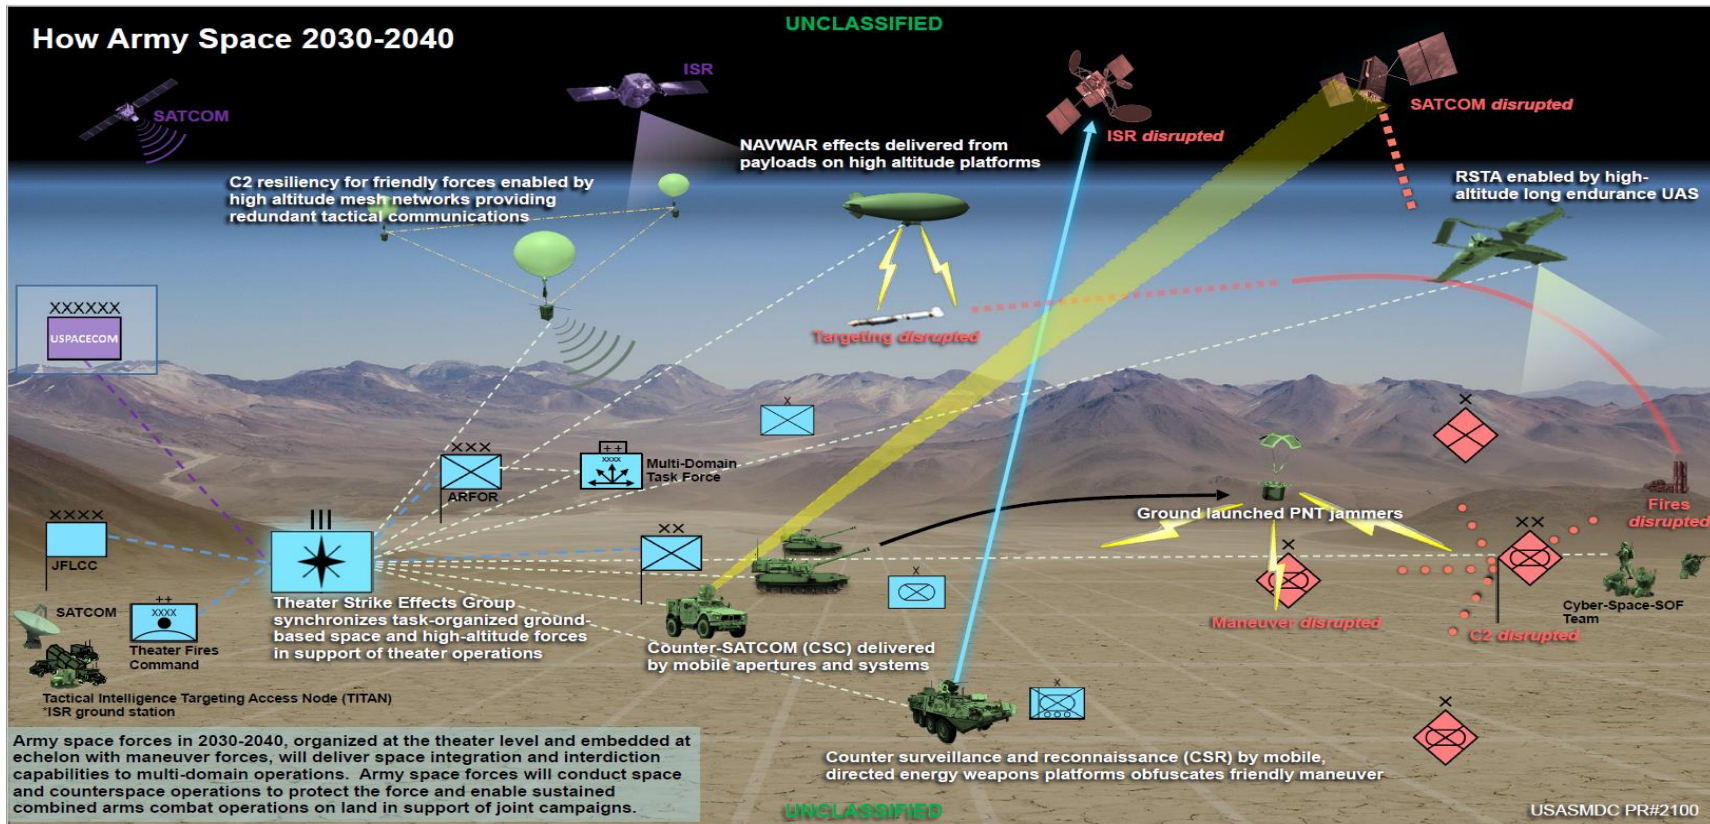 UNCLASSIFIED
How Army Space 2030-2040
ISR
SATCOM
ISR disrupted
SATCOM disrupted
NAVWAR effects delivered from
payloads on high altitude platforms
C2 resiliency for friendly forces enabled by
high altitude mesh networks providing
redundant tactical communications
RSTA enabled by high-
altitude long endurance UAS
XXXXXX
USPACECOM
Targeting disrupted
X
X
XXX
ARFOR
++
XXXX
Multi-Domain
Task Force
Ground launched PNT jammers
Fires
disrupted
XXXX
JFLCC
III
XX
X
X
XX
Maneuver disrupted
C2 disrupted
Cyber-Space-SOF
Team
SATCOM
++
XXXX
Theater Fires
Command
Theater Strike Effects Group
synchronizes task-organized ground-
based space and high-altitude forces
in support of theater operations
Counter-SATCOM (CSC) delivered
by mobile apertures and systems
Tactical Intelligence Targeting Access Node (TITAN)
*ISR ground station
X
X
Counter surveillance and reconnaissance (CSR) by mobile,
directed energy weapons platforms obfuscates friendly maneuver
Army space forces in 2030-2040, organized at the theater level and embedded at
echelon with maneuver forces, will deliver space integration and interdiction
capabilities to multi-domain operations.  Army space forces will conduct space
and counterspace operations to protect the force and enable sustained
combined arms combat operations on land in support of joint campaigns.
UNCLASSIFIED
USASMDC PR#2100